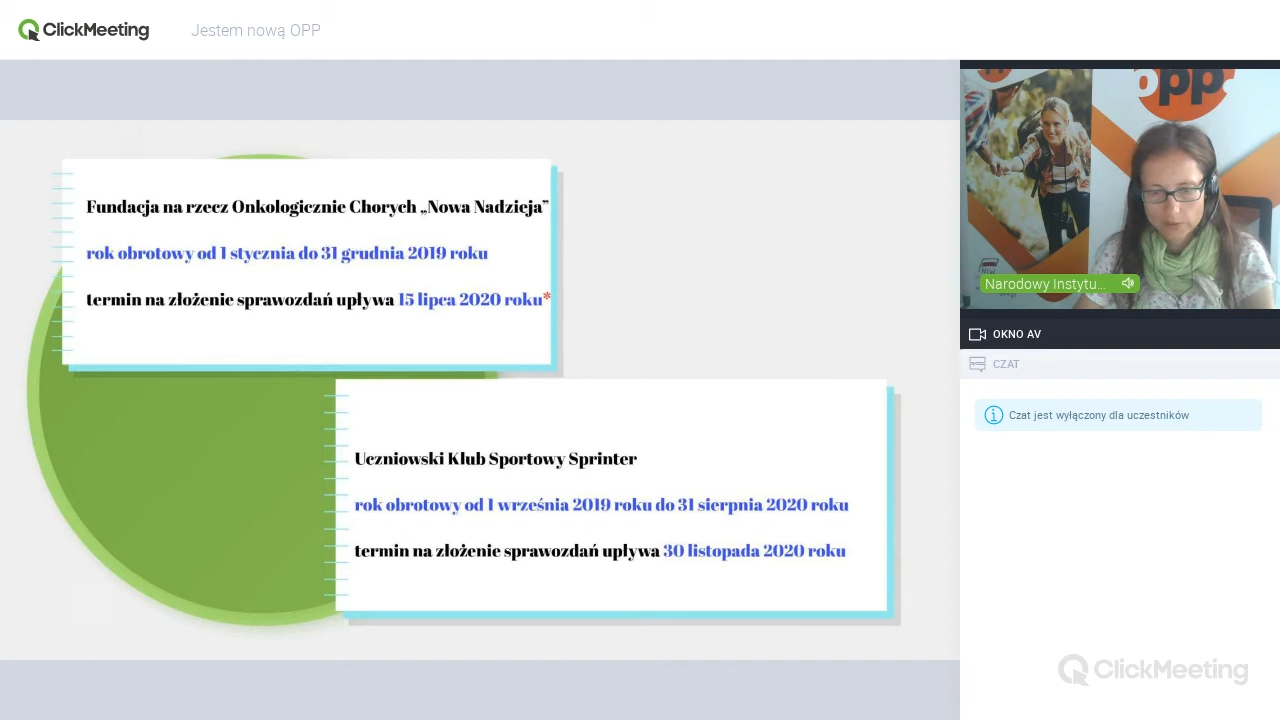 ClickMeeting
Jestem nową OPP
Fundacja na rzecz Onkologicznie Chorych „Nowa Nadzieja”
rok obrotowy od 1 stycznia do 31 grudnia 2019 roku
termin na złożenie sprawozdań upływa 15 lipca 2020 roku*
Uczniowski Klub Sportowy Sprinter
rok obrotowy od 1 września 2019 roku do 31 sierpnia 2020 roku
termin na złożenie sprawozdań upływa 30 listopada 2020 roku
opp
Narodowy Instytu...
OKNO AV
CZAT
Czat jest wyłączony dla uczestników
ClickMeeting